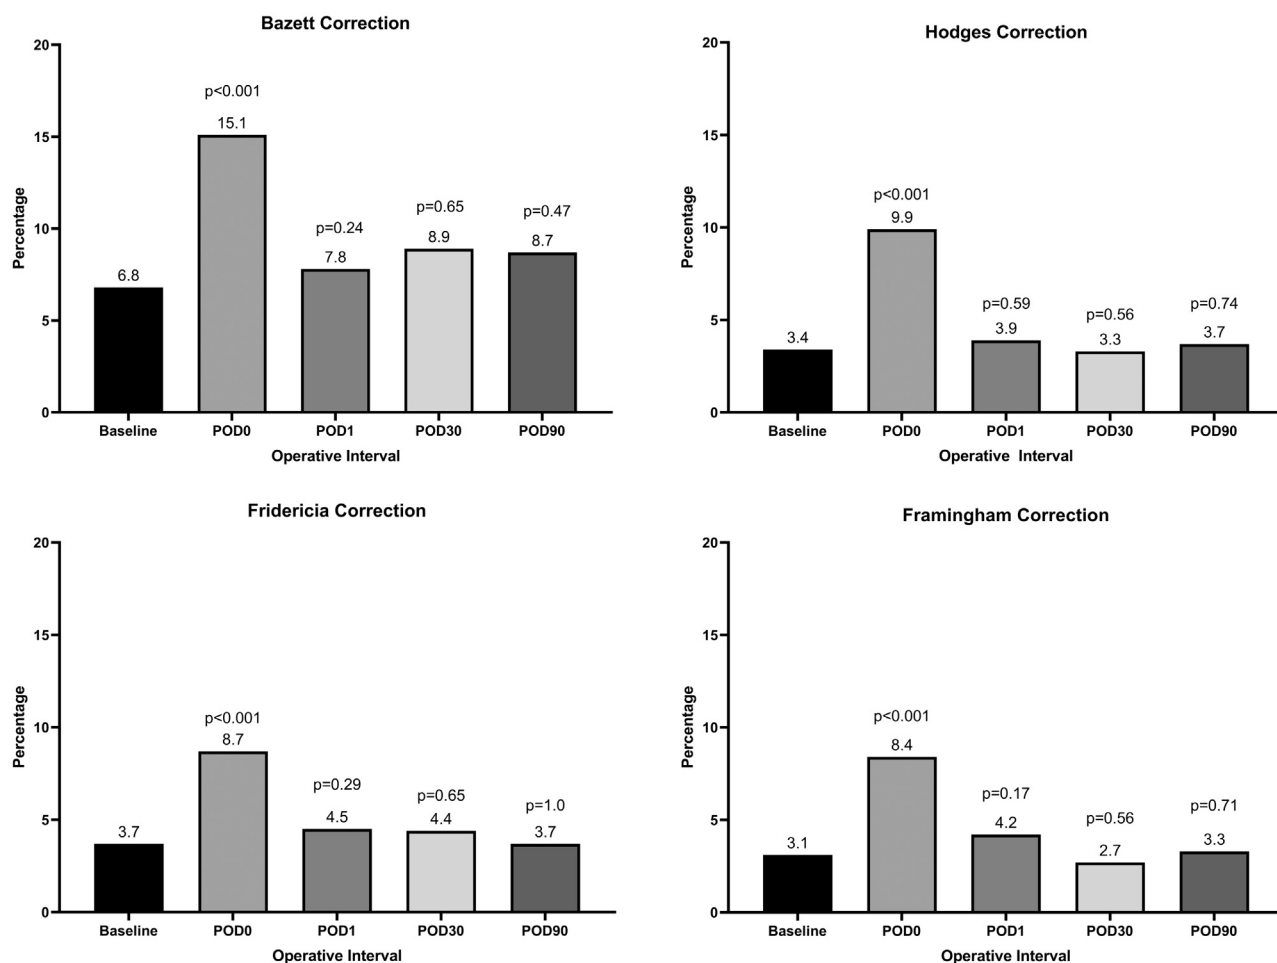 Bazett Correction
20
15
10
5
0
Percentage
p<0.001
15.1
p=0.65
p=0.47
p=0.24
8.9
8.7
7.8
6.8
Baseline POD0 POD1 POD30 POD90
Operative Interval
Hodges Correction
20
15
10
5
0
Percentage
p<0.001
9.9
p=0.59
p=0.56
p=0.74
3.4
3.9
3.3
3.7
Baseline POD0 POD1 POD30 POD90
Operative Interval
Fridericia Correction
20
15
10
5
0
Percentage
p<0.001
8.7
p=0.29
p=0.65
p=1.0
3.7
4.5
4.4
3.7
Baseline POD0 POD1 POD30 POD90
Operative Interval
Framingham Correction
20
15
10
5
0
Percentage
p<0.001
8.4
p=0.17
p=0.56
p=0.71
3.1
4.2
2.7
3.3
Baseline POD0 POD1 POD30 POD90
Operative Interval